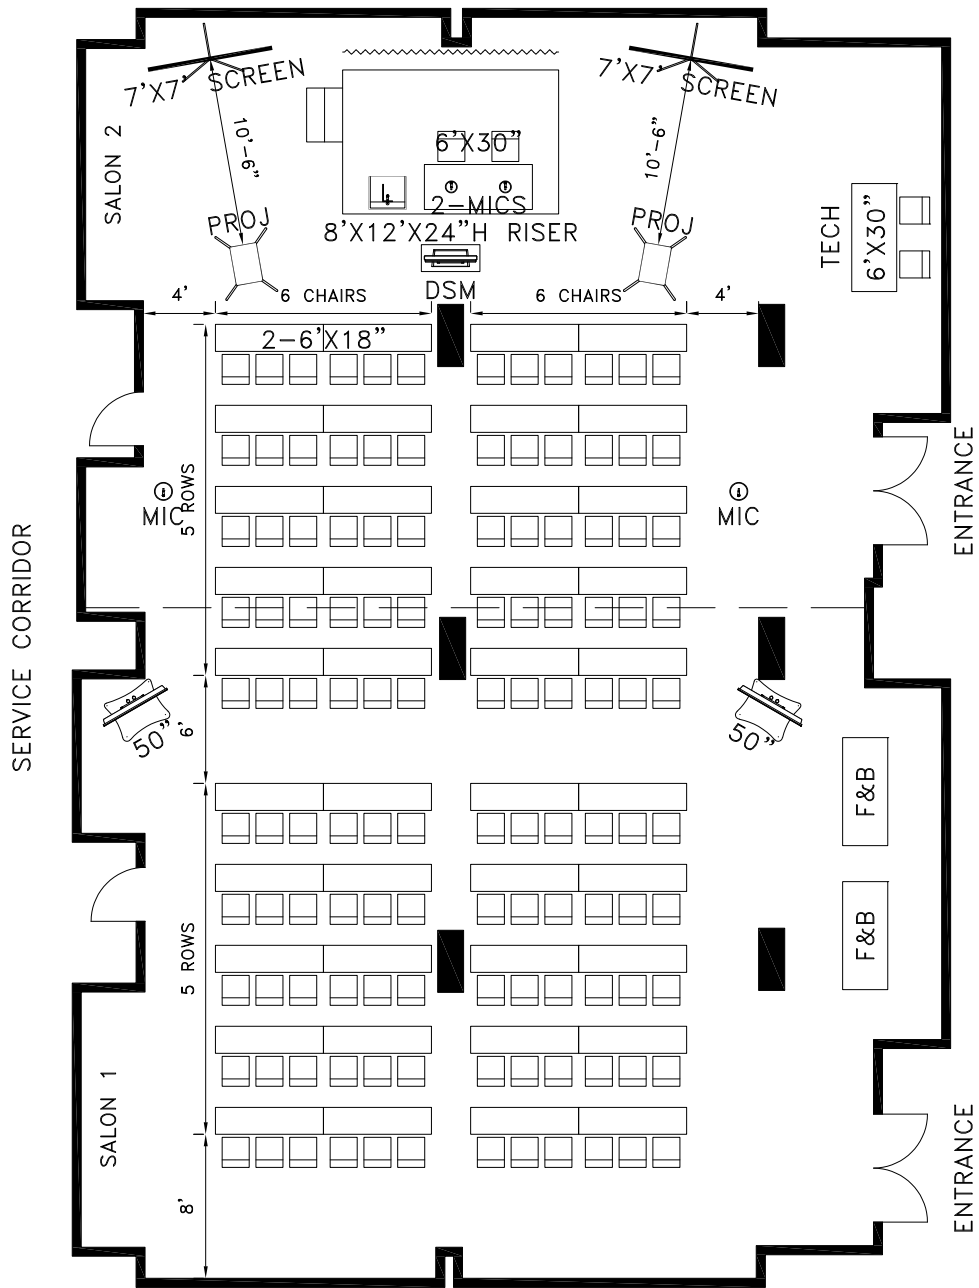 7'X7' SCREEN
7'X7' SCREEN
10'-6"
10'-6"
6'X30"
SALON 2
2-MICS
PROJ
PROJ
8'X12'X24"H RISER
TECH
6'X30"
4'
6 CHAIRS
DSM
6 CHAIRS
4'
2-6'X18"
5 ROWS
MIC
MIC
ENTRANCE
SERVICE CORRIDOR
50"
6'
50"
F&B
F&B
5 ROWS
SALON 1
8'
ENTRANCE